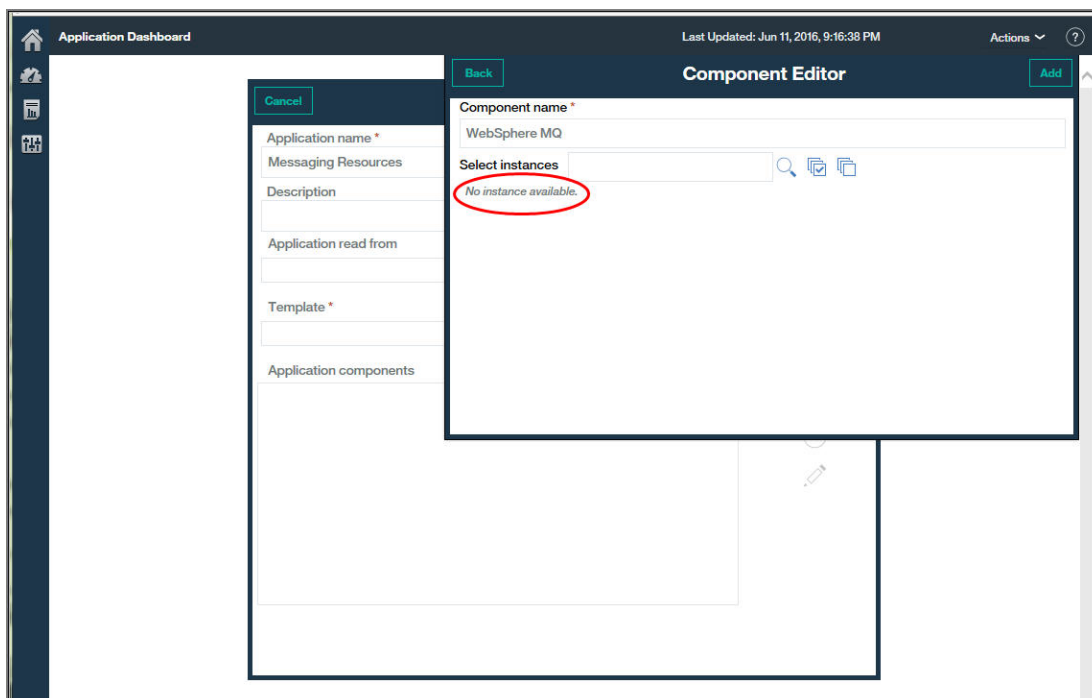 Application Dashboard
Last Updated: Jun 11, 2016, 9:16:38 PM
Actions
?
Back
Component Editor
Add
Cancel
Component name *
WebSphere MQ
Select instances
No instance available.
Application name *
Messaging Resources
Description
Application read from
Template *
Application components